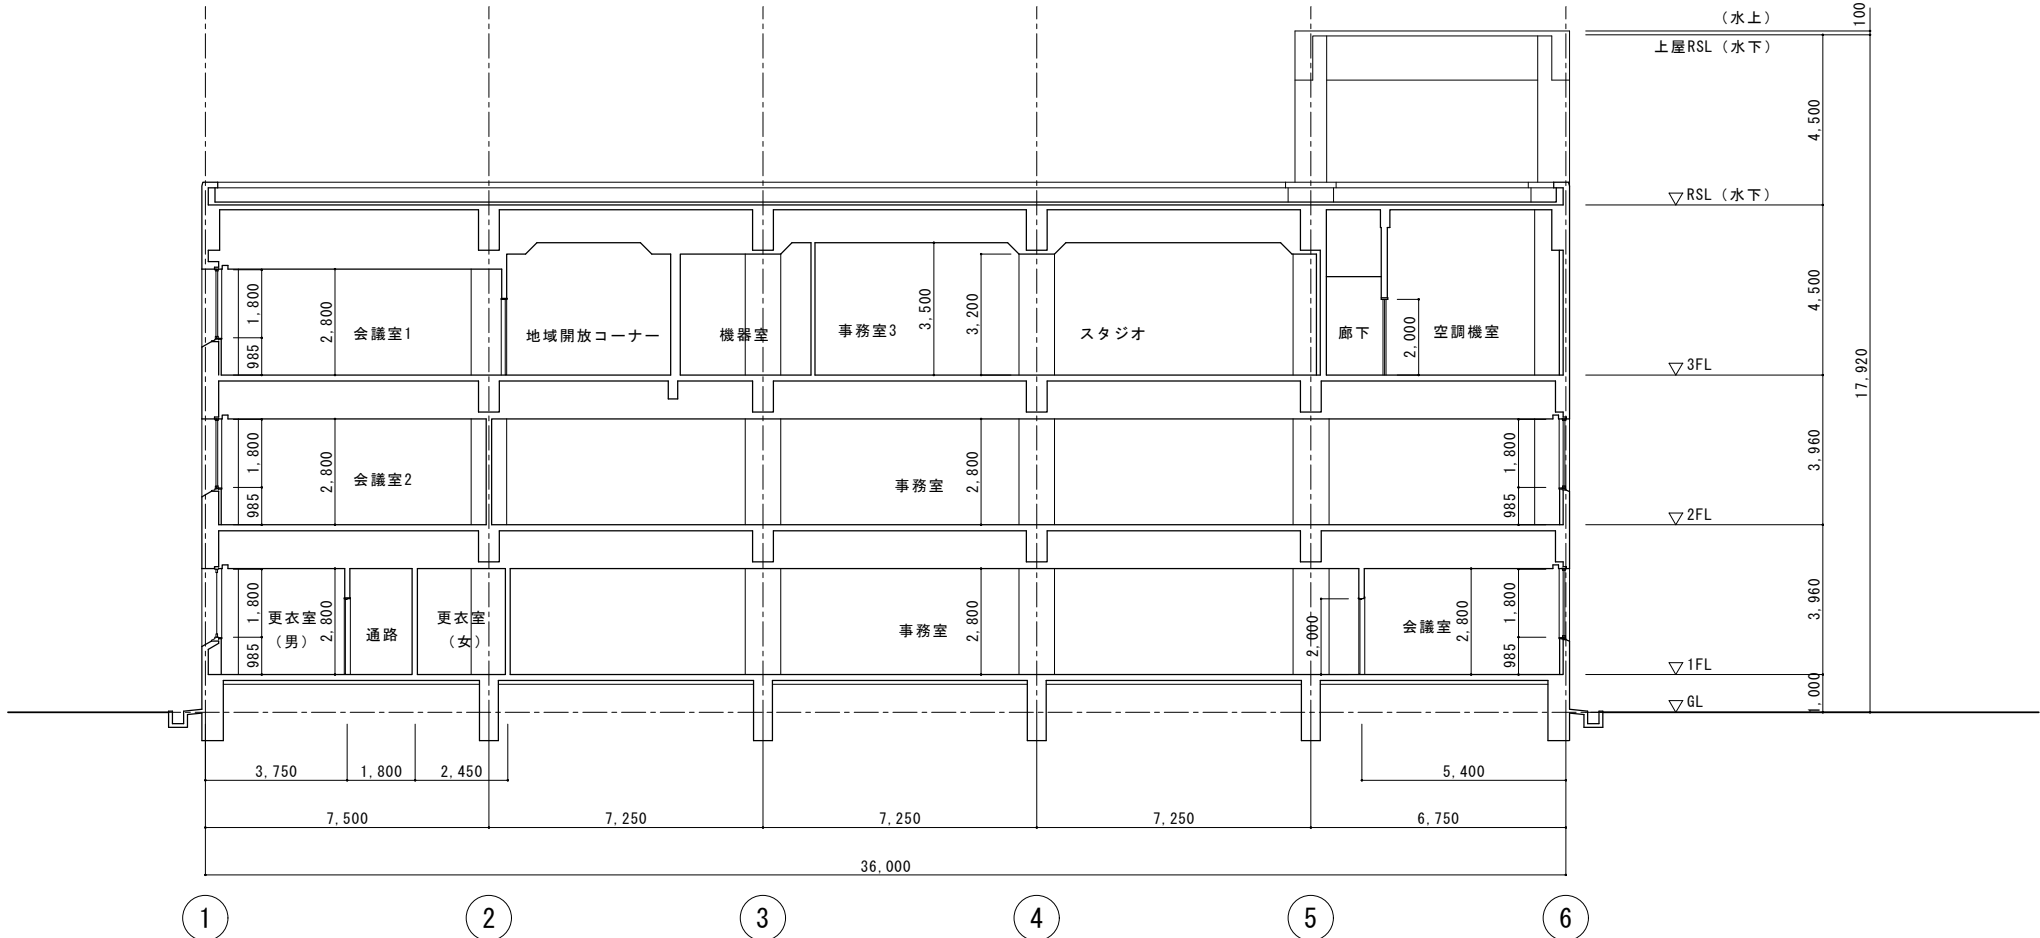 (水上)
100
上屋RSL (水下)
4,500
RSL (水下)
4,500
17,920
1,800
985
2,800
会議室1
地域開放コーナー
機器室
事務室3
3,500
3,200
スタジオ
廊下
2,000
空調機室
3FL
1,800
985
2,800
会議室2
事務室
2,800
1,800
985
3,960
2FL
1,800
985
更衣室
(男)
2,800
通路
更衣室
(女)
事務室
2,800
2,000
会議室
2,800
1,800
985
3,960
1FL
1,000
GL
3,750
1,800
2,450
5,400
7,500
7,250
7,250
7,250
6,750
36,000
1
2
3
4
5
6